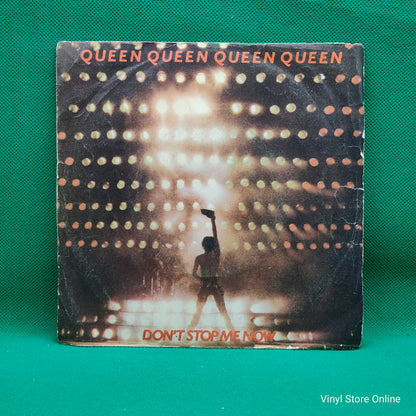 QUEEN QUEEN QUEEN QUEEN
DON'T STOP ME NOW
Vinyl Store Online